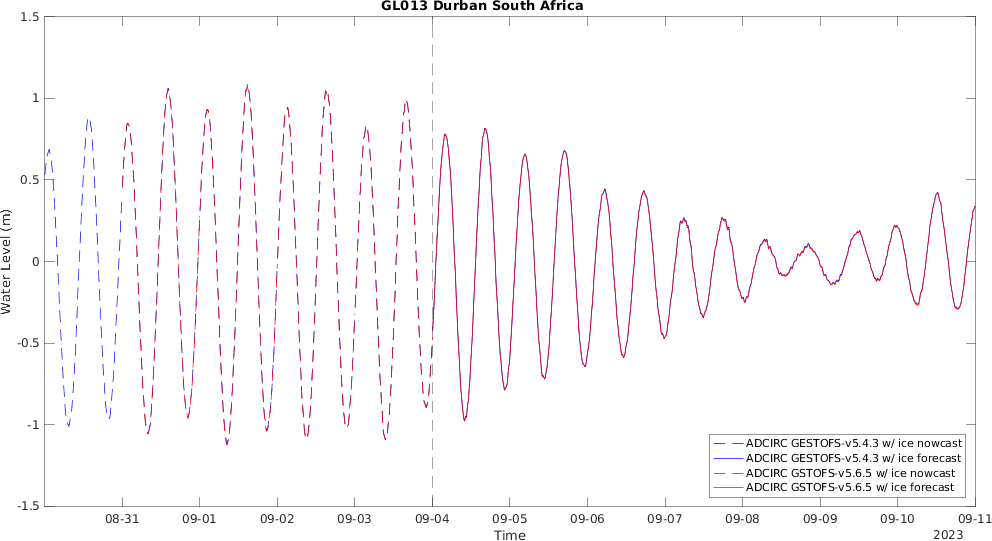 GL013 Durban South Africa
1.5
1
0.5
0
-0.5
-1
-1.5
Water Level (m)
ADCIRC GESTOFS-v5.4.3 w/ ice nowcast
ADCIRC GESTOFS-v5.4.3 w/ ice forecast
ADCIRC GSTOFS-v5.6.5 w/ ice nowcast
ADCIRC GSTOFS-v5.6.5 w/ ice forecast
08-31 09-01 09-02 09-03 09-04 09-05 09-06 09-07 09-08 09-09 09-10 09-11
Time
2023